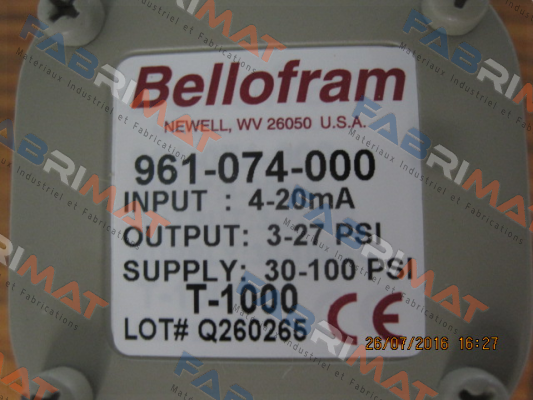 Bellofram
NEWELL, WV 26050 U.S.A.
961-074-000
INPUT : 4-20mA
OUTPUT: 3-27 PSI
SUPPLY: 30-100 PSI
T-1000
LOT# Q260265
CE
26/07/2016 16:27
FABRIMAT
Materiaux Industriel et Fabrications